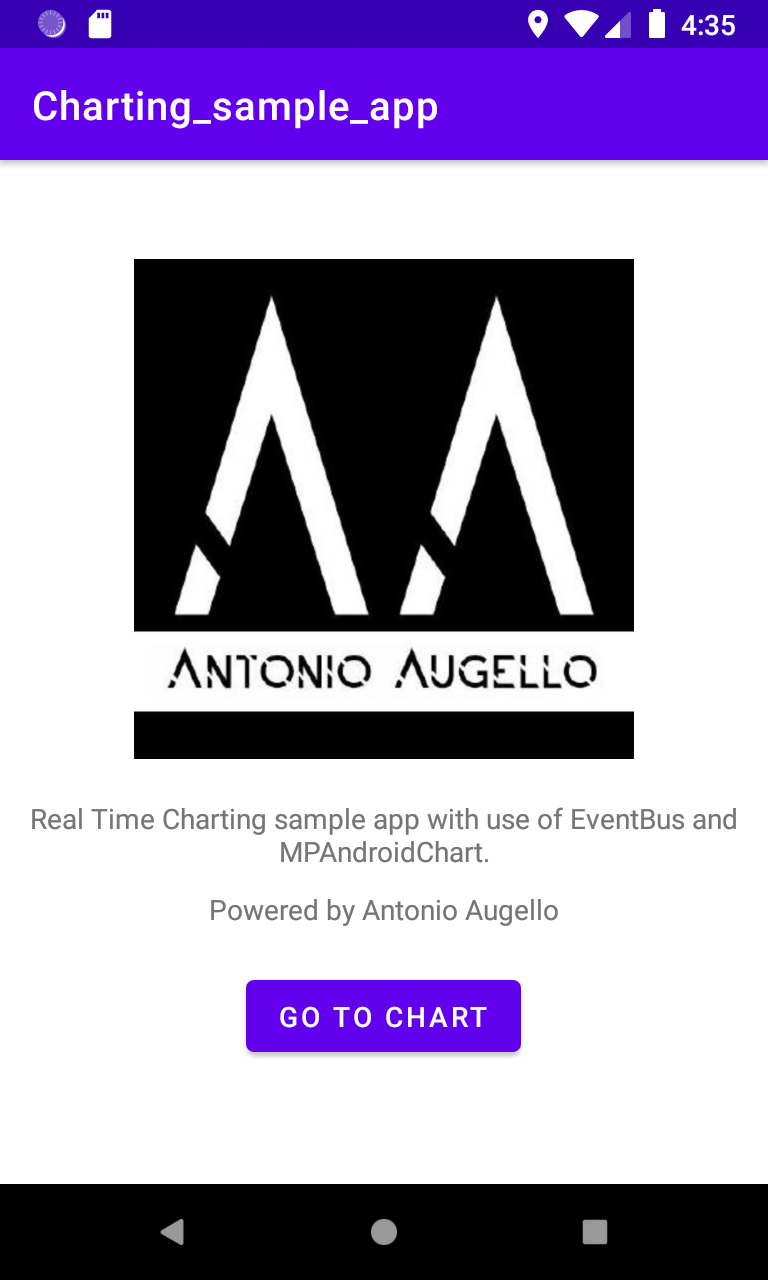 4:35
Charting_sample_app
AA
ANTONIO AUGELLO
Real Time Charting sample app with use of EventBus and
MPAndroidChart.
Powered by Antonio Augello
GO TO CHART